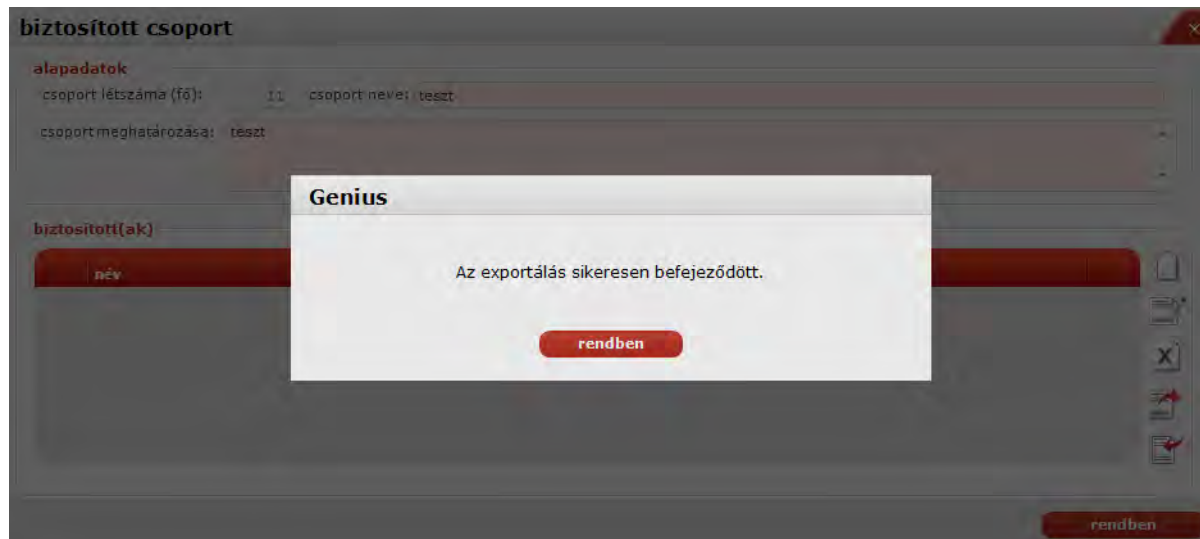 biztosított csoport
alapadatok
csoport létszáma (fő): 11 csoport neve: teszt
csoport meghatározása: teszt
Genius
biztosított(ak)
név
Az exportálás sikeresen befejeződött.
rendben
rendben